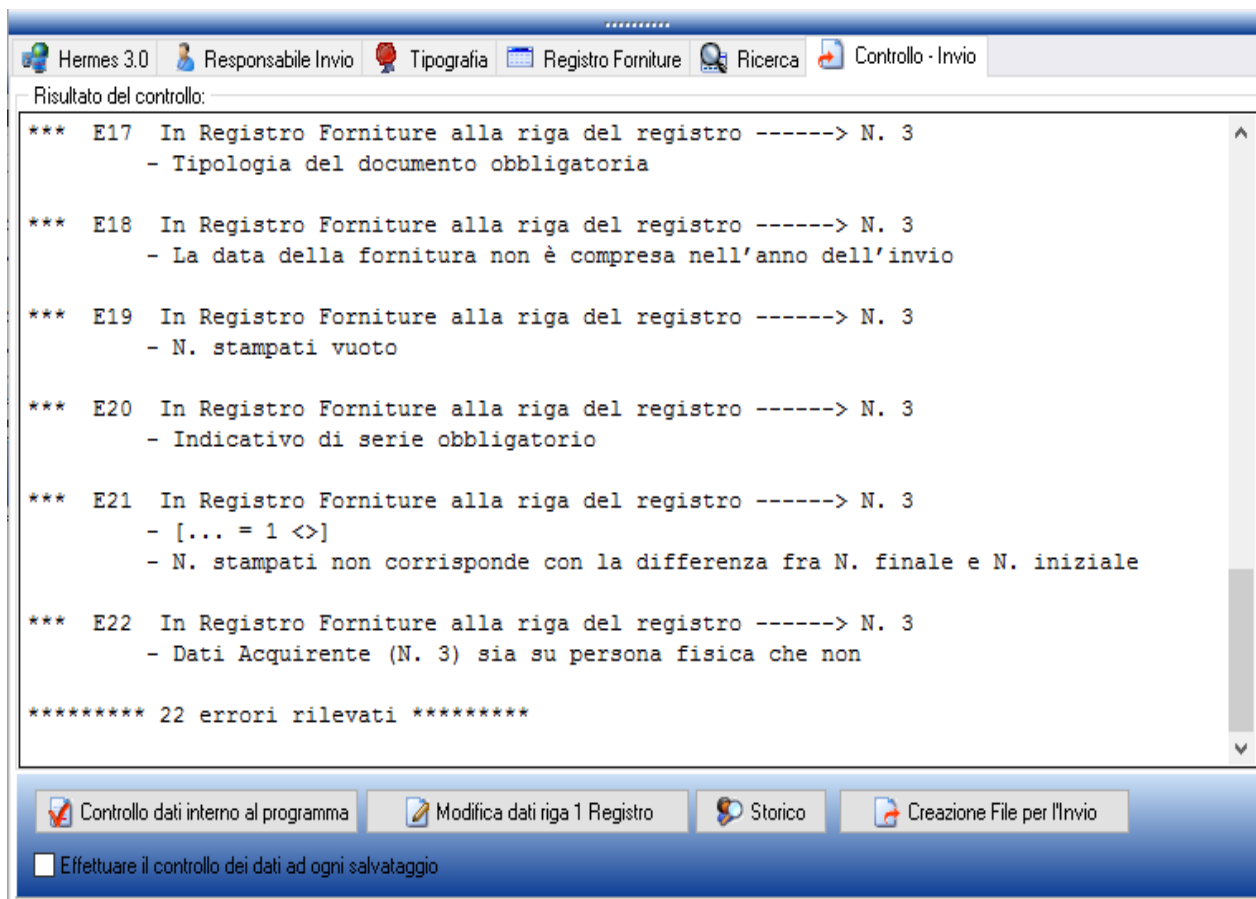 Hermes 3.0 Responsabile Invio Tipografia Registro Forniture Ricerca Controllo - Invio
Risultato del controllo:
*** E17 In Registro Forniture alla riga del registro ------> N. 3
- Tipologia del documento obbligatoria
*** E18 In Registro Forniture alla riga del registro ------> N. 3
- La data della fornitura non è compresa nell’anno dell’invio
*** E19 In Registro Forniture alla riga del registro ------> N. 3
- N. stampati vuoto
*** E20 In Registro Forniture alla riga del registro ------> N. 3
- Indicativo di serie obbligatorio
*** E21 In Registro Forniture alla riga del registro ------> N. 3
- [... = 1 <>]
- N. stampati non corrisponde con la differenza fra N. finale e N. iniziale
*** E22 In Registro Forniture alla riga del registro ------> N. 3
- Dati Acquirente (N. 3) sia su persona fisica che non
********* 22 errori rilevati *********
Controllo dati interno al programma Modifica dati riga 1 Registro Storico Creazione File per l'Invio
Effettuare il controllo dei dati ad ogni salvataggio